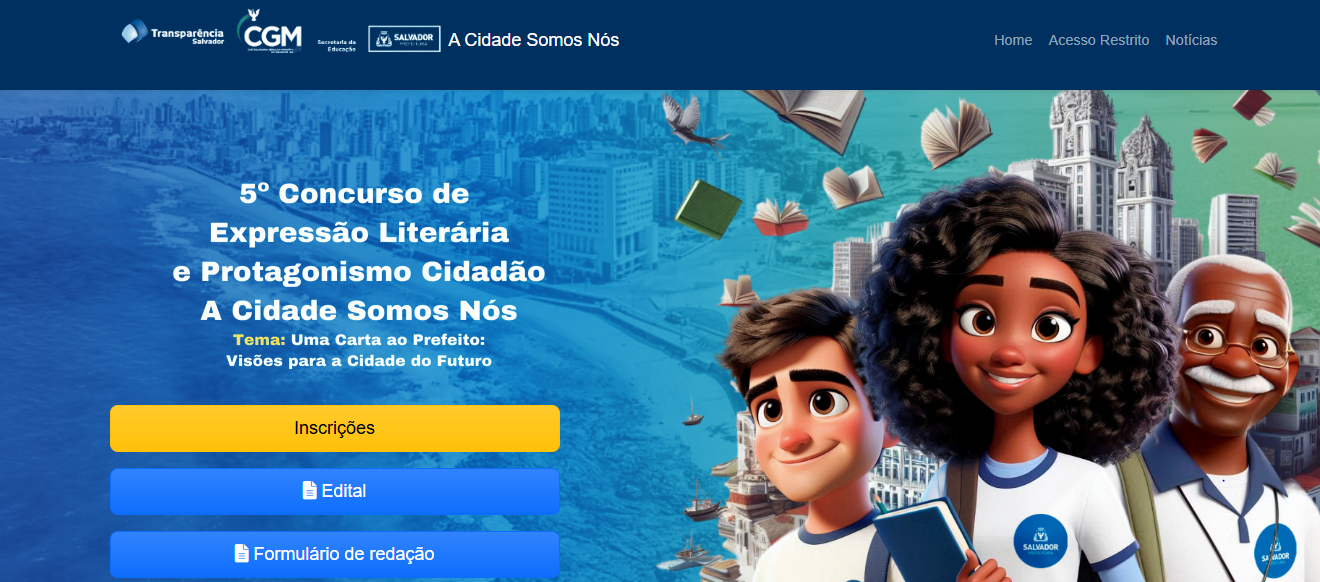 Transparência
Salvador
CGM
Secretaria da
Educação
SALVADOR
PREFEITURA
A Cidade Somos Nós
Home
Acesso Restrito
Notícias
5º Concurso de
Expressão Literária
e Protagonismo Cidadão
A Cidade Somos Nós
Tema: Uma Carta ao Prefeito:
Visões para a Cidade do Futuro
Inscrições
Edital
Formulário de redação
SALVADOR
PREFEITURA
SALVADOR
PREFEITURA